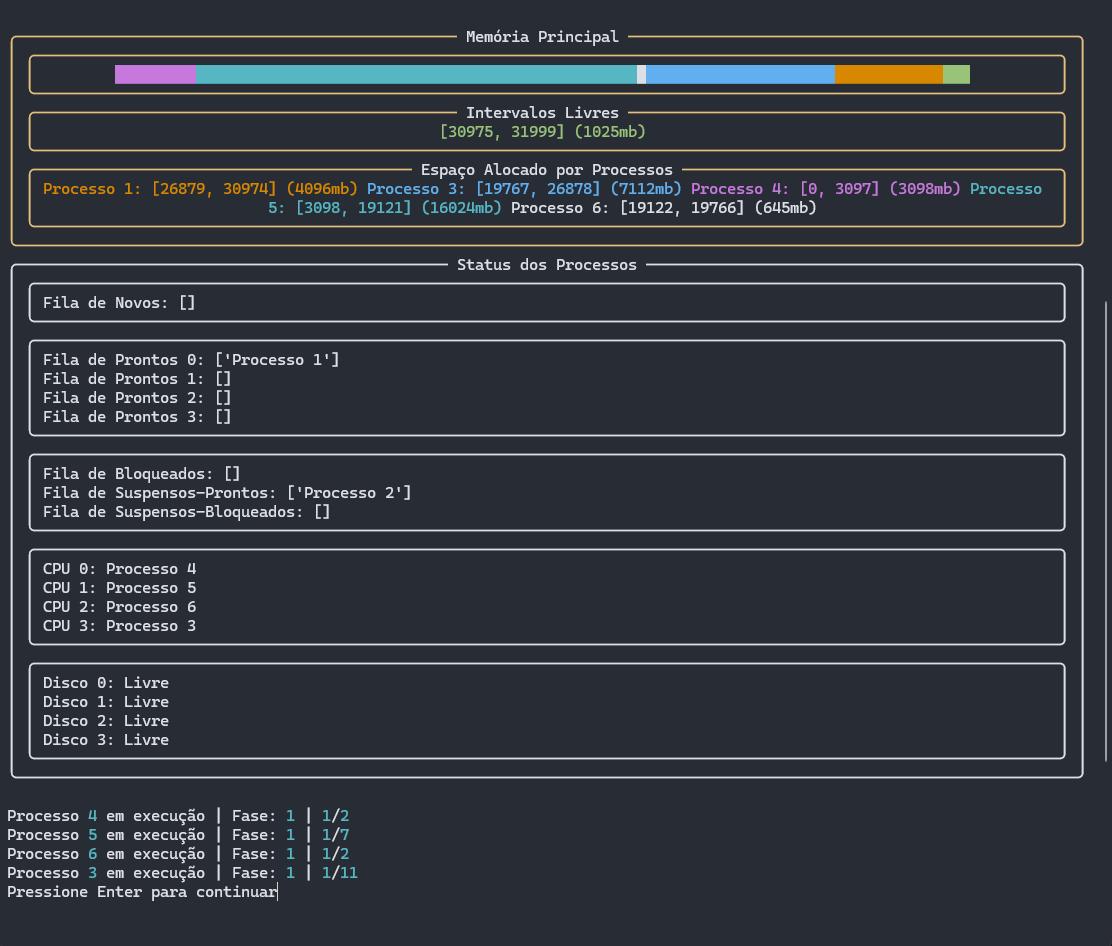 Memória Principal
Intervalos Livres
[30975, 31999] (1025mb)
Espaço Alocado por Processos
Processo 1: [26879, 30974] (4096mb) Processo 3: [19767, 26878] (7112mb) Processo 4: [0, 3097] (3098mb) Processo
5: [3098, 19121] (16024mb) Processo 6: [19122, 19766] (645mb)
Status dos Processos
Fila de Novos: []
Fila de Prontos 0: ['Processo 1']
Fila de Prontos 1: []
Fila de Prontos 2: []
Fila de Prontos 3: []
Fila de Bloqueados: []
Fila de Suspensos-Prontos: ['Processo 2']
Fila de Suspensos-Bloqueados: []
CPU 0: Processo 4
CPU 1: Processo 5
CPU 2: Processo 6
CPU 3: Processo 3
Disco 0: Livre
Disco 1: Livre
Disco 2: Livre
Disco 3: Livre
Processo 4 em execução | Fase: 1 | 1/2
Processo 5 em execução | Fase: 1 | 1/7
Processo 6 em execução | Fase: 1 | 1/2
Processo 3 em execução | Fase: 1 | 1/11
Pressione Enter para continuar